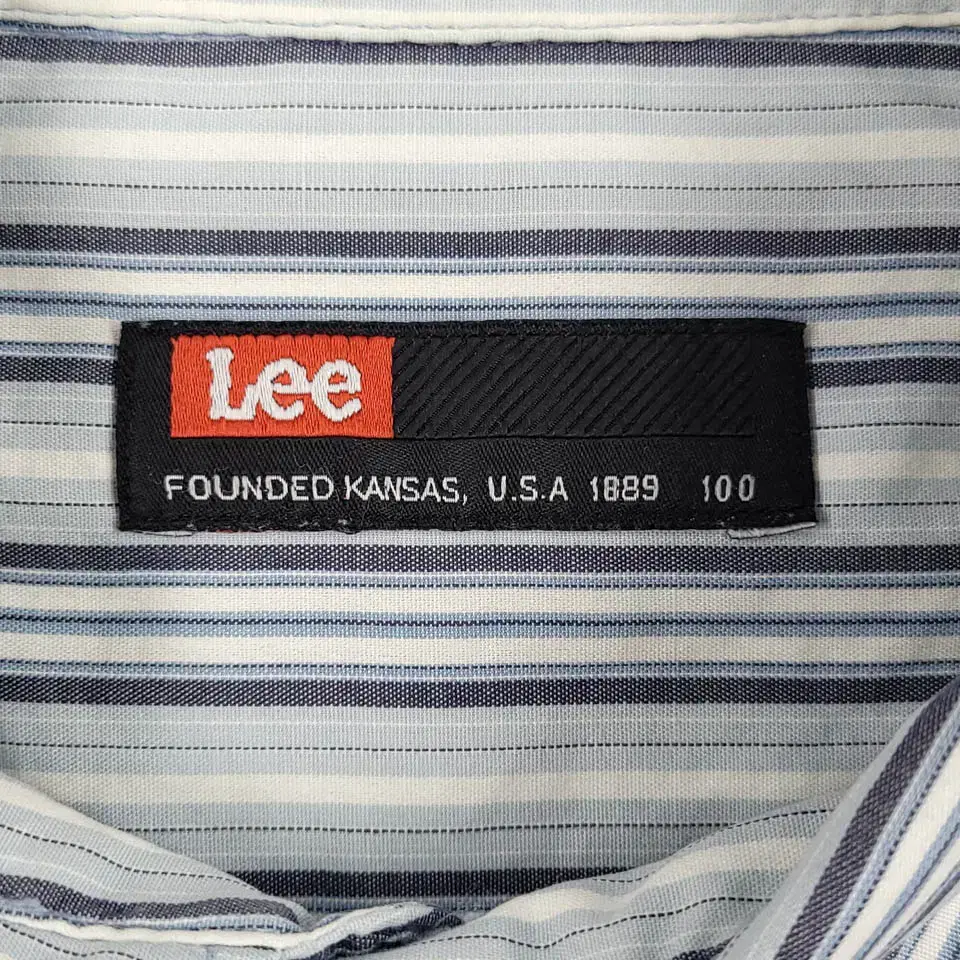 Lee
FOUNDED KANSAS, U.S.A 1889 100